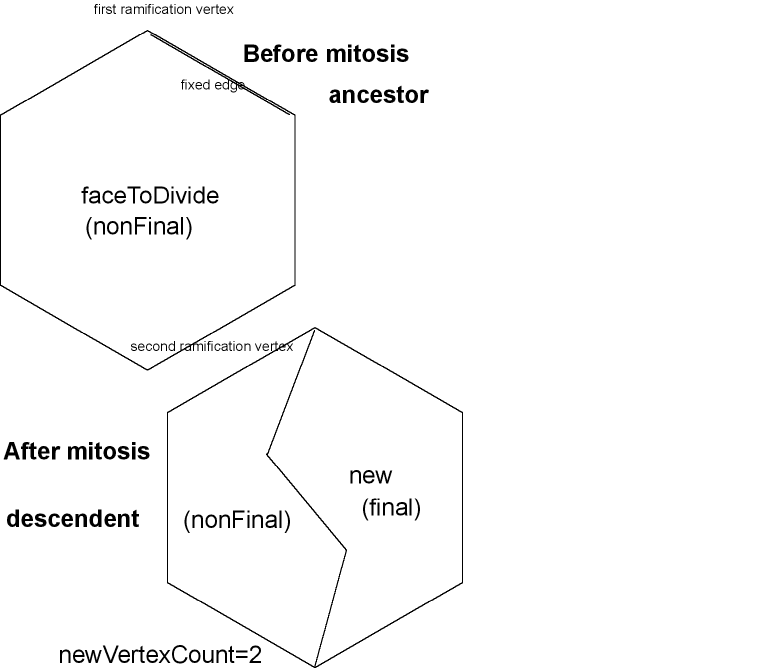 first ramification vertex
Before mitosis
fixed edge
ancestor
faceToDivide
(nonFinal)
second ramification vertex
After mitosis
new
(final)
descendent
(nonFinal)
newVertexCount=2